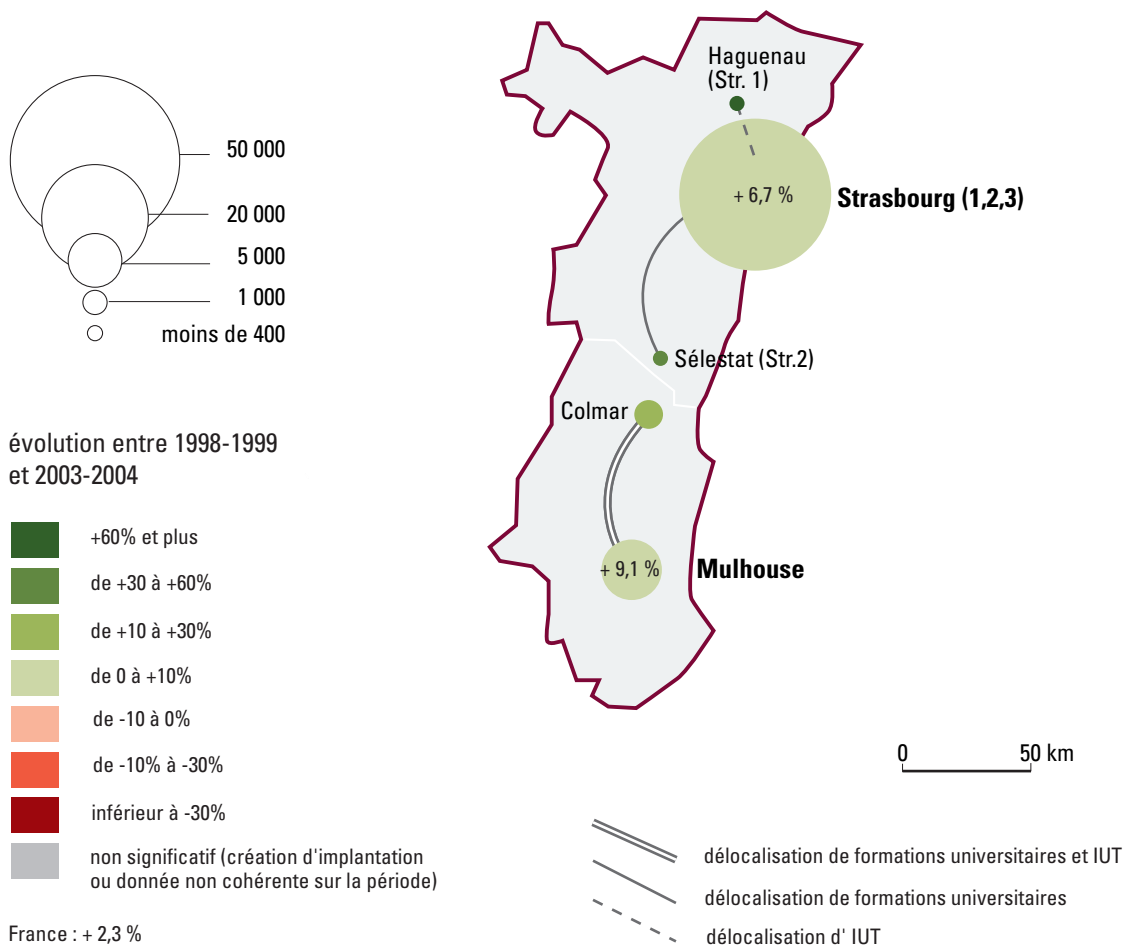 50 000
20 000
5 000
1 000
moins de 400
évolution entre 1998-1999
et 2003-2004
+60% et plus
de +30 à +60%
de +10 à +30%
de 0 à +10%
de -10 à 0%
de -10% à -30%
inférieur à -30%
non significatif (création d'implantation
ou donnée non cohérente sur la période)
France : + 2,3 %
Haguenau
(Str. 1)
+ 6,7 %
Strasbourg (1,2,3)
Sélestat (Str.2)
Colmar
+ 9,1 %
Mulhouse
0 50 km
délocalisation de formations universitaires et IUT
délocalisation de formations universitaires
délocalisation d' IUT